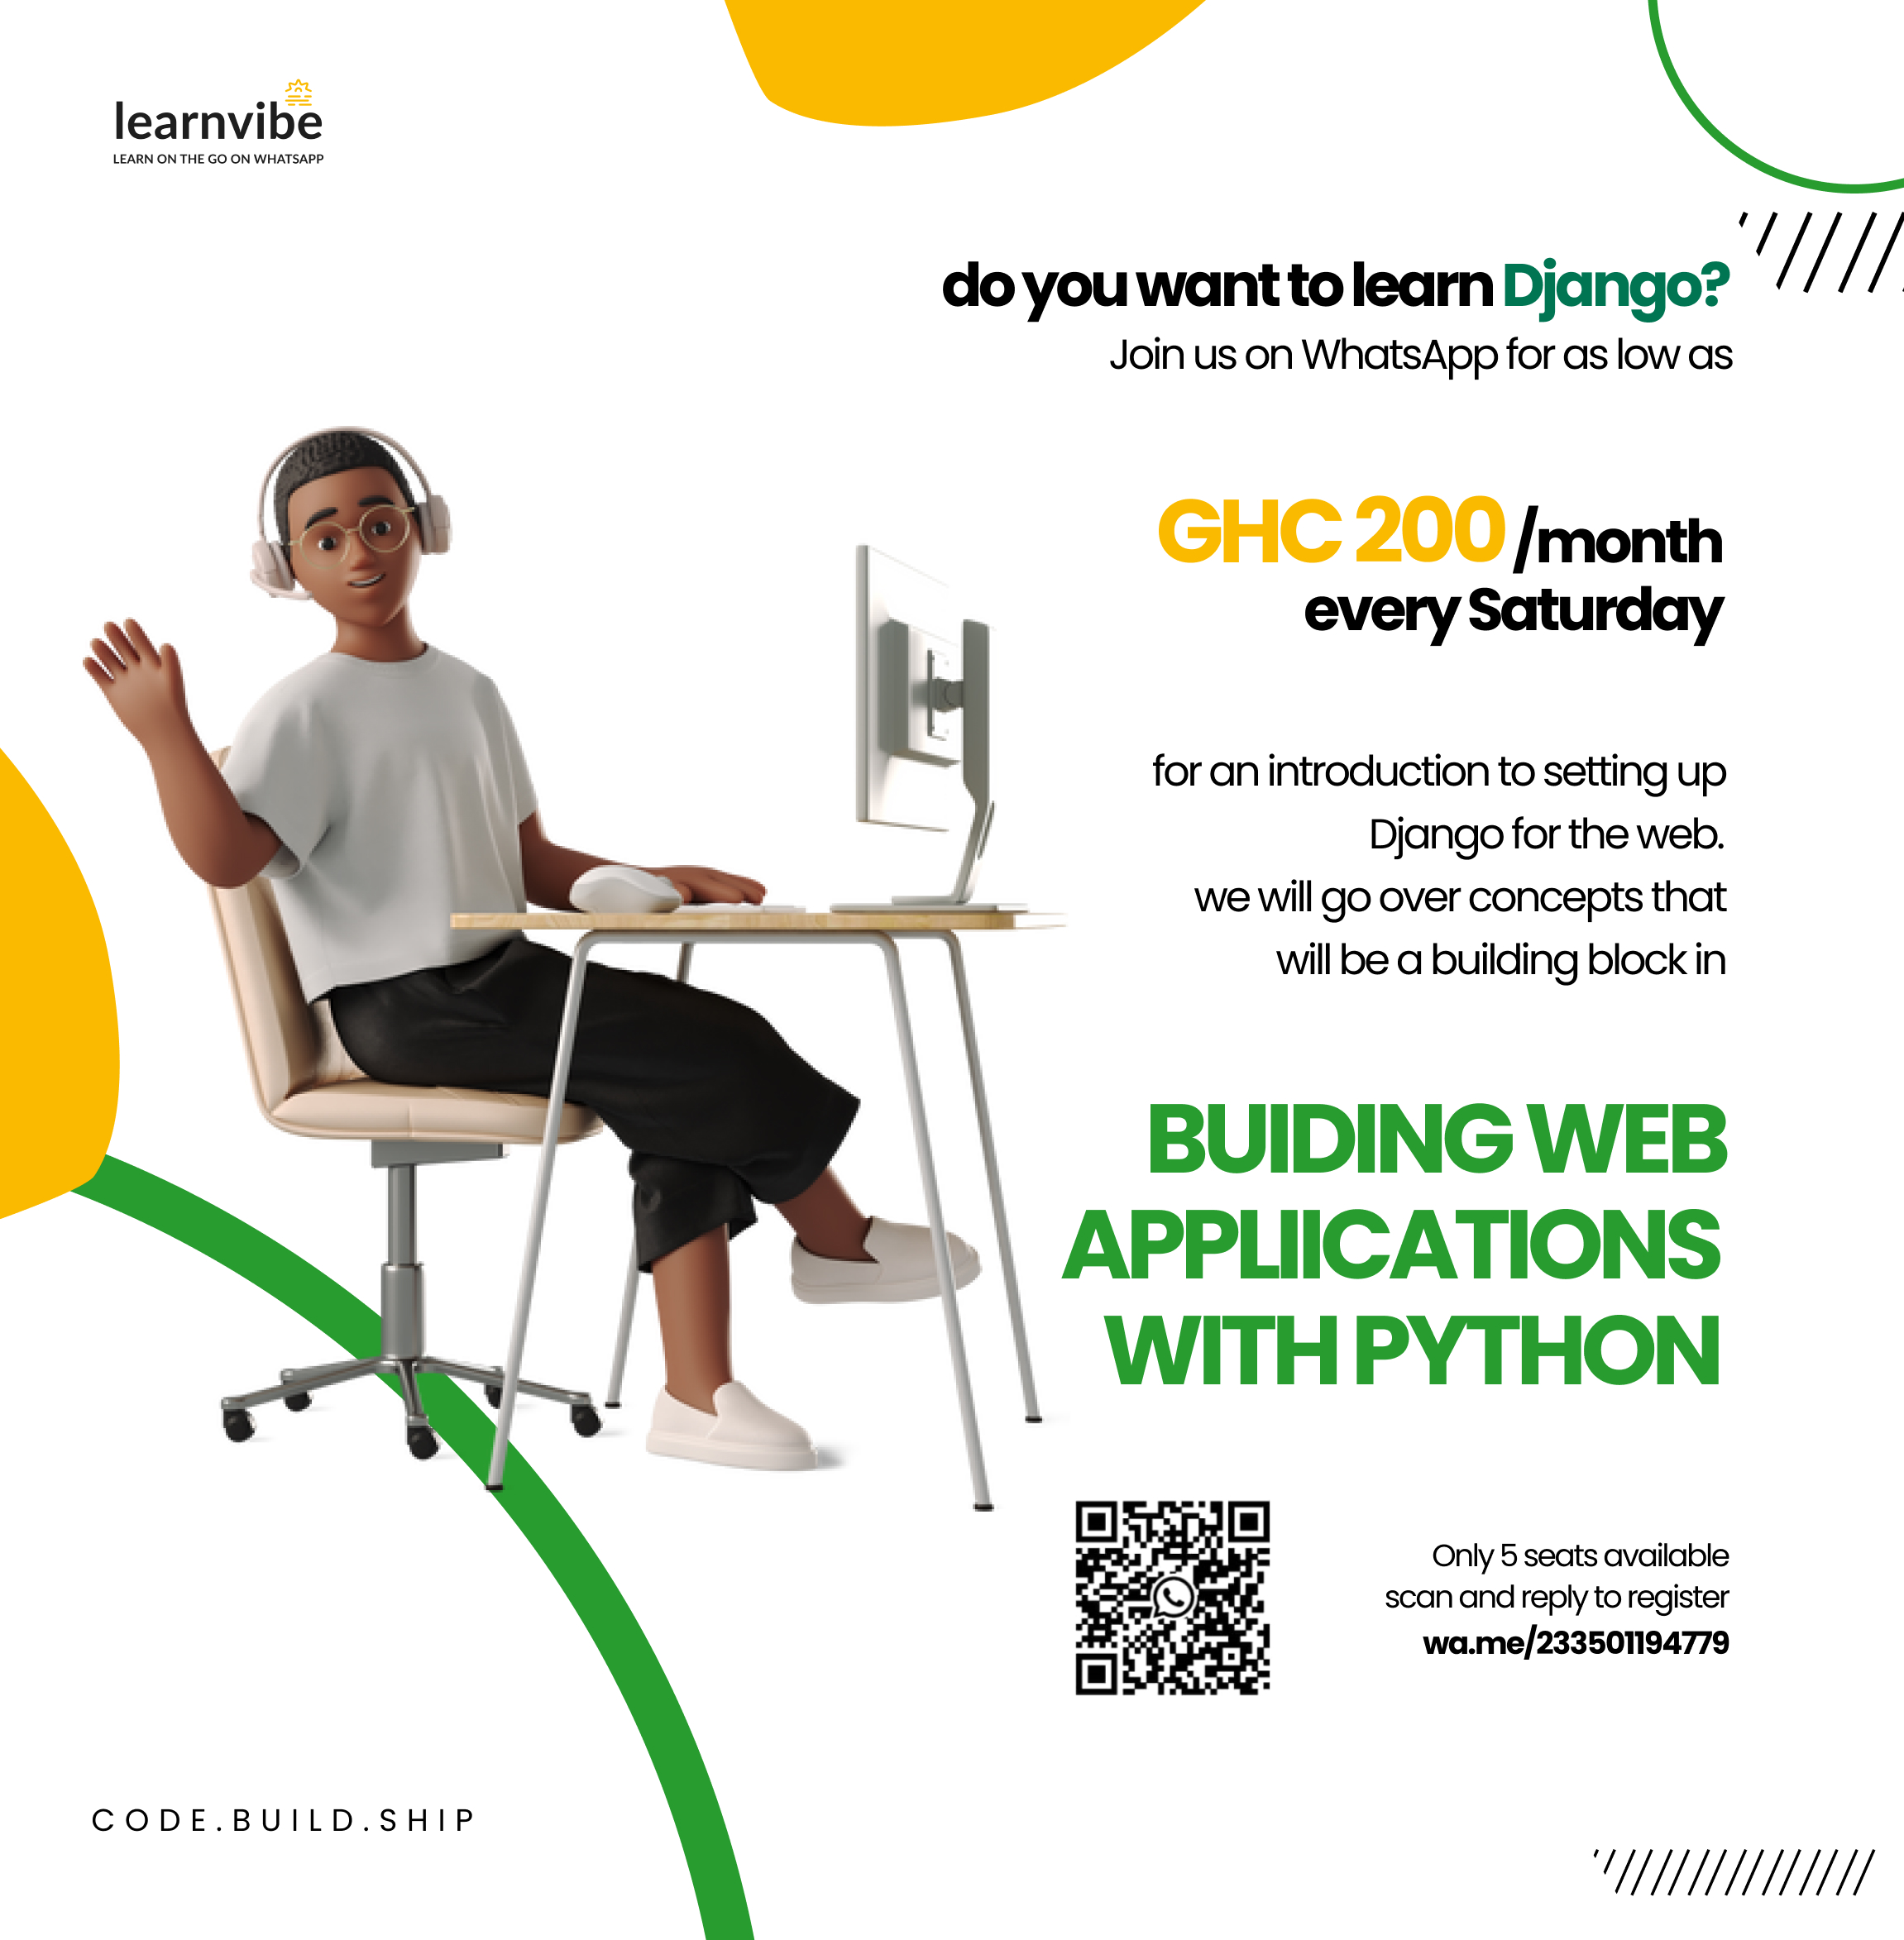 learnvibe
LEARN ON THE GO ON WHATSAPP
do you want to learn Django?
Join us on WhatsApp for as low as
GHC 200 /month
every Saturday
for an introduction to setting up
Django for the web.
we will go over concepts that
will be a building block in
BUIDING WEB
APPLIICATIONS
WITH PYTHON
Only 5 seats available
scan and reply to register
wa.me/233501194779
CODE.BUILD.SHIP